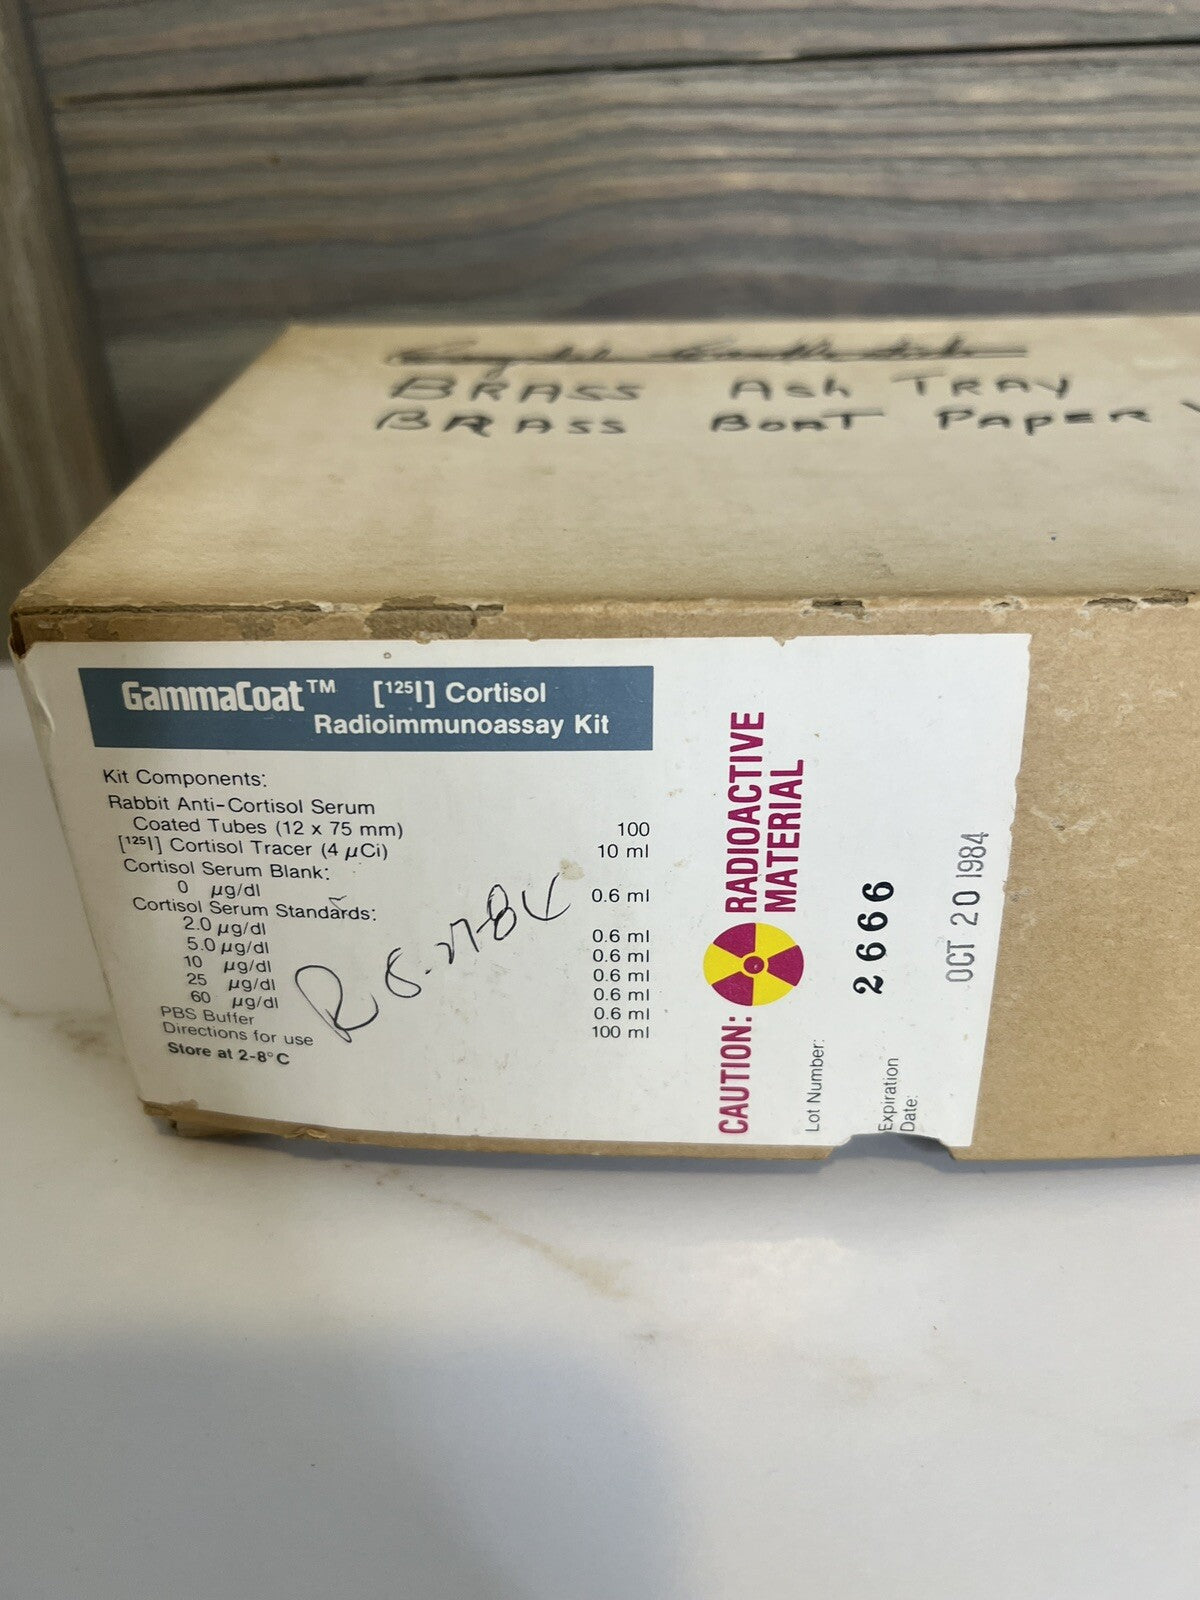 BRASS Ash TRAY
BRASS BOAT PAPER
GammaCoat™ [¹²⁵I] Cortisol
Radioimmunoassay Kit
Kit Components:
Rabbit Anti-Cortisol Serum
Coated Tubes (12 x 75 mm) 100
[¹²⁵I] Cortisol Tracer (4 µCi) 10 ml
Cortisol Serum Blank:
0 µg/dl 0.6 ml
Cortisol Serum Standards:
2.0 µg/dl 0.6 ml
5.0 µg/dl 0.6 ml
10 µg/dl 0.6 ml
25 µg/dl 0.6 ml
60 µg/dl 0.6 ml
PBS Buffer 100 ml
Directions for use
Store at 2-8°C
CAUTION: RADIOACTIVE
MATERIAL
Lot Number: 2666
Expiration
Date: OCT 20 1984